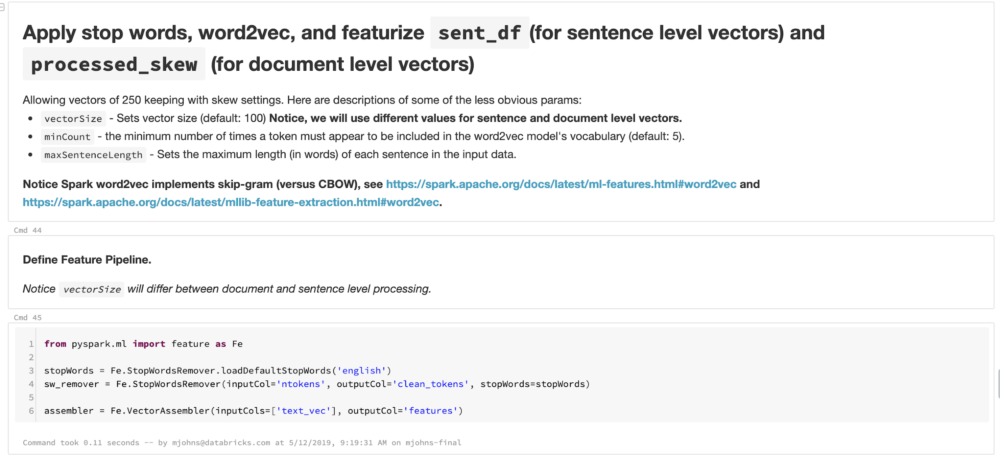 Apply stop words, word2vec, and featurize sent_df (for sentence level vectors) and
processed_skew (for document level vectors)
Allowing vectors of 250 keeping with skew settings. Here are descriptions of some of the less obvious params:
• vectorSize - Sets vector size (default: 100) Notice, we will use different values for sentence and document level vectors.
• minCount - the minimum number of times a token must appear to be included in the word2vec model's vocabulary (default: 5).
• maxSentenceLength - Sets the maximum length (in words) of each sentence in the input data.
Notice Spark word2vec implements skip-gram (versus CBOW), see https://spark.apache.org/docs/latest/ml-features.html#word2vec and
https://spark.apache.org/docs/latest/mllib-feature-extraction.html#word2vec.
Cmd 44
Define Feature Pipeline.
Notice vectorSize will differ between document and sentence level processing.
Cmd 45
1 from pyspark.ml import feature as Fe
2
3 stopWords = Fe.StopWordsRemover.loadDefaultStopWords('english')
4 sw_remover = Fe.StopWordsRemover(inputCol='ntokens', outputCol='clean_tokens', stopWords=stopWords)
5
6 assembler = Fe.VectorAssembler(inputCols=['text_vec'], outputCol='features')
Command took 0.11 seconds -- by mjohns@databricks.com at 5/12/2019, 9:19:31 AM on mjohns-final